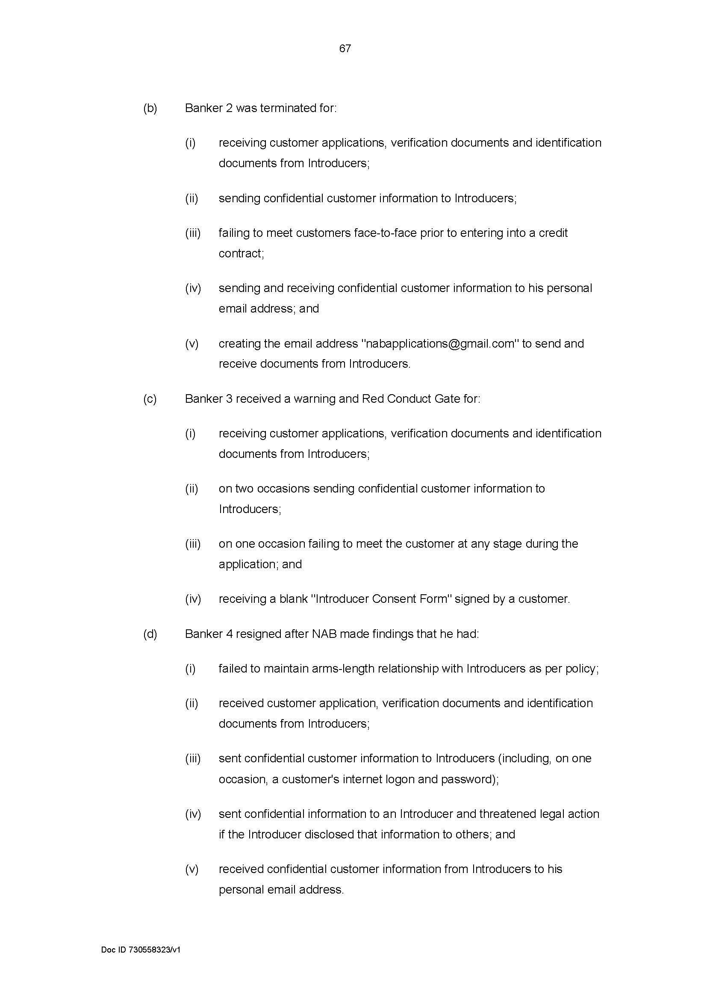 67
(b) Banker 2 was terminated for:
(i) receiving customer applications, verification documents and identification
documents from Introducers;
(ii) sending confidential customer information to Introducers;
(iii) failing to meet customers face-to-face prior to entering into a credit
contract;
(iv) sending and receiving confidential customer information to his personal
email address; and
(v) creating the email address "nabapplications@gmail.com" to send and
receive documents from Introducers.
(c) Banker 3 received a warning and Red Conduct Gate for:
(i) receiving customer applications, verification documents and identification
documents from Introducers;
(ii) on two occasions sending confidential customer information to
Introducers;
(iii) on one occasion failing to meet the customer at any stage during the
application; and
(iv) receiving a blank "Introducer Consent Form" signed by a customer.
(d) Banker 4 resigned after NAB made findings that he had:
(i) failed to maintain arms-length relationship with Introducers as per policy;
(ii) received customer application, verification documents and identification
documents from Introducers;
(iii) sent confidential customer information to Introducers (including, on one
occasion, a customer's internet logon and password);
(iv) sent confidential information to an Introducer and threatened legal action
if the Introducer disclosed that information to others; and
(v) received confidential customer information from Introducers to his
personal email address.
Doc ID 730558323/v1